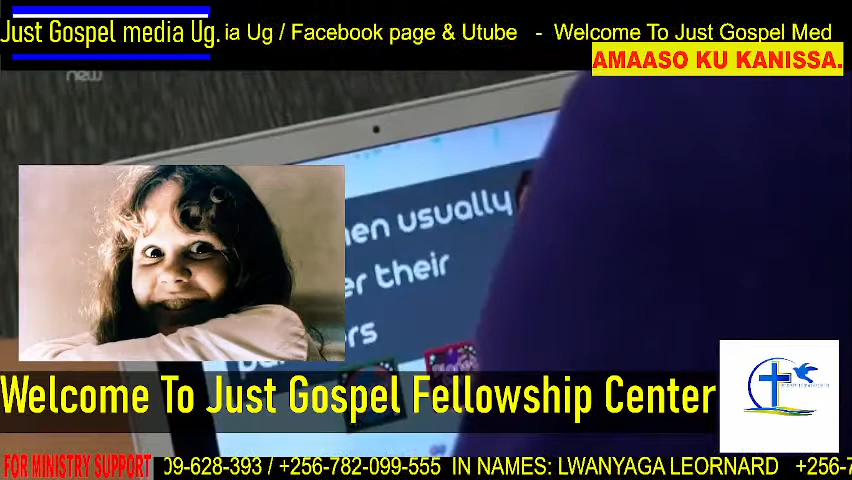 Just Gospel media Ug.
ia Ug / Facebook page & Utube - Welcome To Just Gospel Med
AMAASO KU KANISSA.
new
en usually
er their
rs
Welcome To Just Gospel Fellowship Center
FOR MINISTRY SUPPORT
09-628-393 / +256-782-099-555 IN NAMES: LWANYAGA LEORNARD +256-7